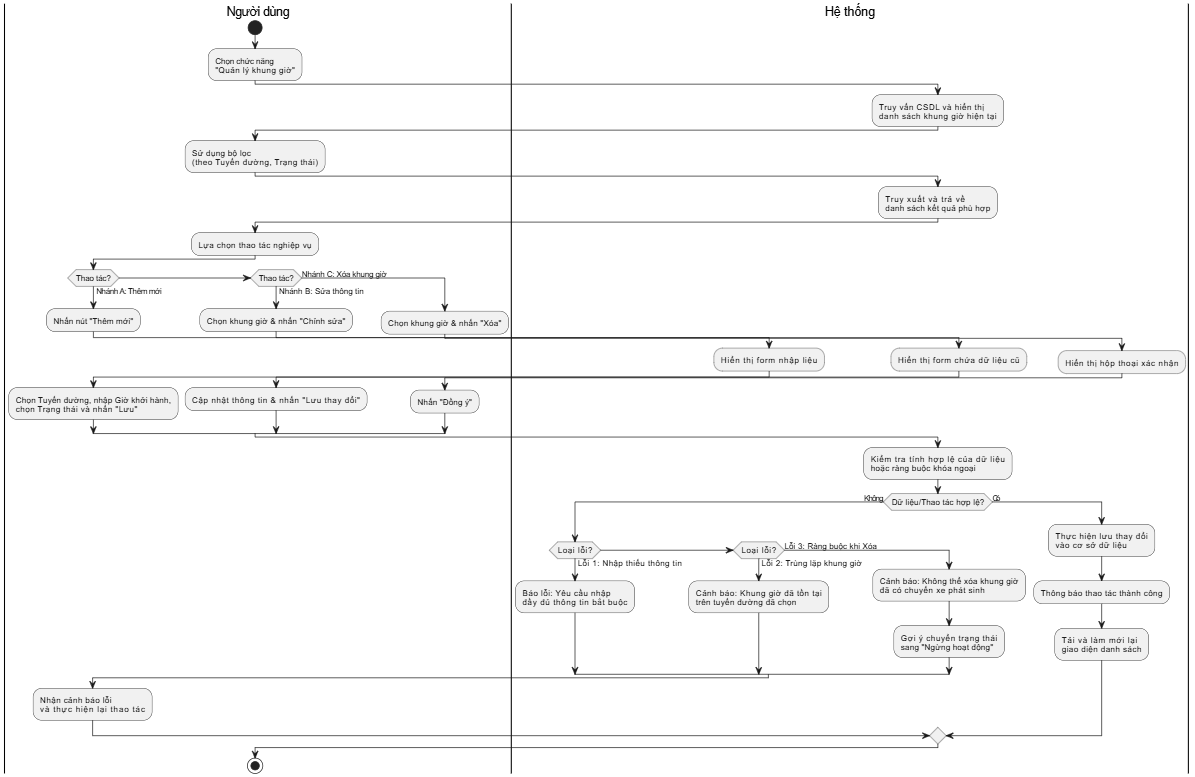 Người dùng
Hệ thống
Chọn chức năng
"Quản lý khung giờ"
Truy vấn CSDL và hiển thị
danh sách khung giờ hiện tại
Sử dụng bộ lọc
(theo Tuyến đường, Trạng thái)
Truy xuất và trả về
danh sách kết quả phù hợp
Lựa chọn thao tác nghiệp vụ
Thao tác?
Thao tác?
Nhánh C: Xóa khung giờ
Nhánh A: Thêm mới
Nhánh B: Sửa thông tin
Nhấn nút "Thêm mới"
Chọn khung giờ & nhấn "Chỉnh sửa"
Chọn khung giờ & nhấn "Xóa"
Hiển thị form nhập liệu
Hiển thị form chứa dữ liệu cũ
Hiển thị hộp thoại xác nhận
Chọn Tuyến đường, nhập Giờ khởi hành,
chọn Trạng thái và nhấn "Lưu"
Cập nhật thông tin & nhấn "Lưu thay đổi"
Nhấn "Đồng ý"
Kiểm tra tính hợp lệ của dữ liệu
hoặc ràng buộc khóa ngoại
Không
Dữ liệu/Thao tác hợp lệ?
Có
Thực hiện lưu thay đổi
vào cơ sở dữ liệu
Loại lỗi?
Loại lỗi?
Lỗi 3: Ràng buộc khi Xóa
Lỗi 1: Nhập thiếu thông tin
Lỗi 2: Trùng lặp khung giờ
Báo lỗi: Yêu cầu nhập
đầy đủ thông tin bắt buộc
Cảnh báo: Khung giờ đã tồn tại
trên tuyến đường đã chọn
Cảnh báo: Không thể xóa khung giờ
đã có chuyến xe phát sinh
Thông báo thao tác thành công
Gợi ý chuyển trạng thái
sang "Ngừng hoạt động"
Tải và làm mới lại
giao diện danh sách
Nhận cảnh báo lỗi
và thực hiện lại thao tác